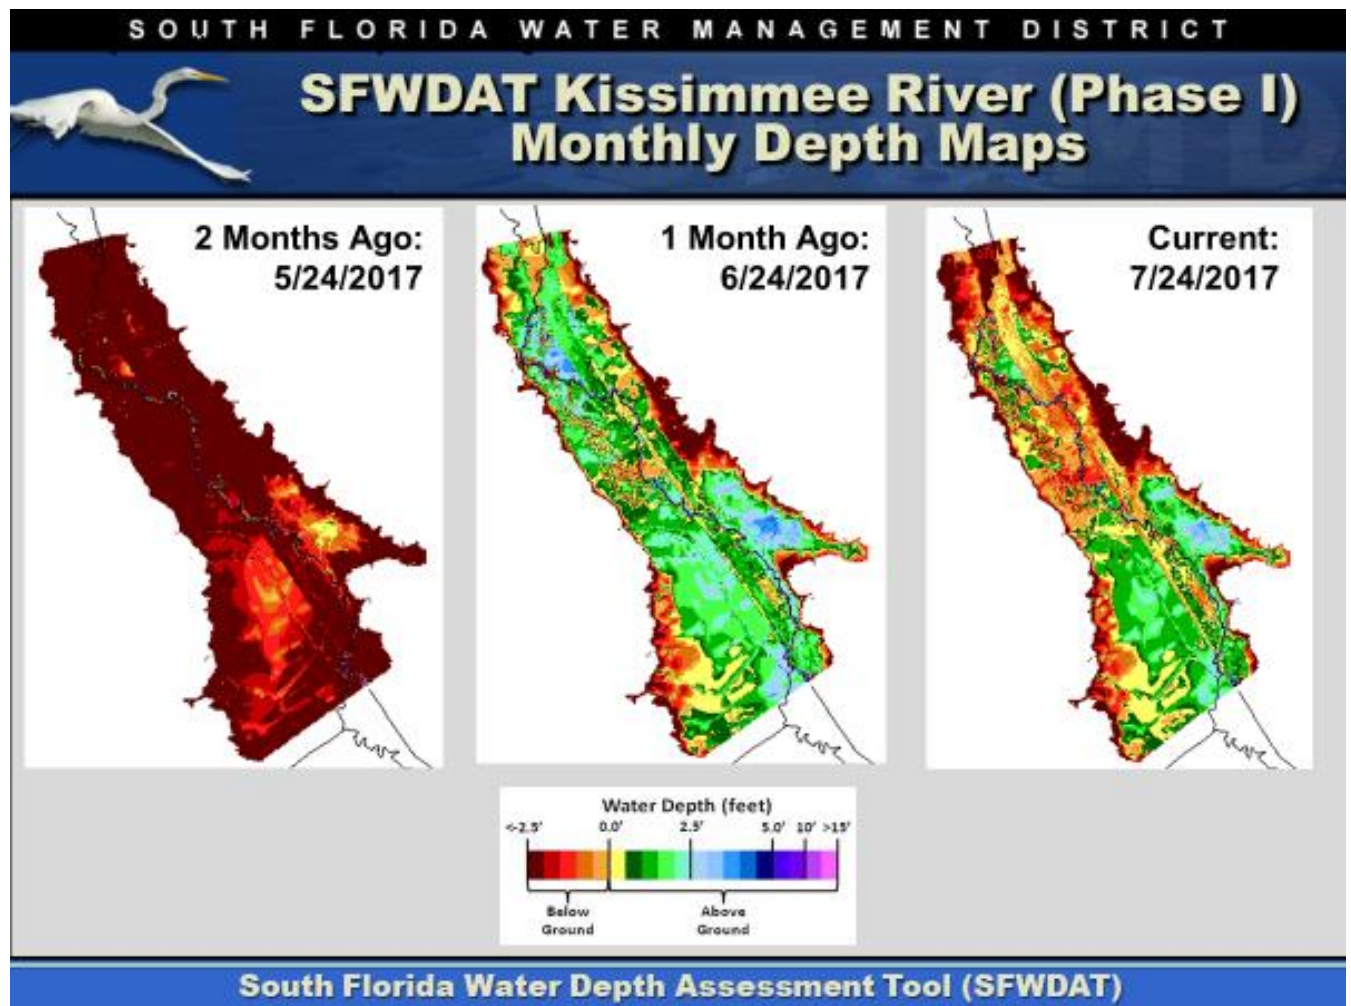 SOUTH FLORIDA WATER MANAGEMENT DISTRICT
SFWDAT Kissimmee River (Phase I)
Monthly Depth Maps
2 Months Ago:
5/24/2017
1 Month Ago:
6/24/2017
Current:
7/24/2017
Water Depth (feet)
<-2.5' 0.0' 2.5' 5.0' 10' >15'
Below
Ground
Above
Ground
South Florida Water Depth Assessment Tool (SFWDAT)